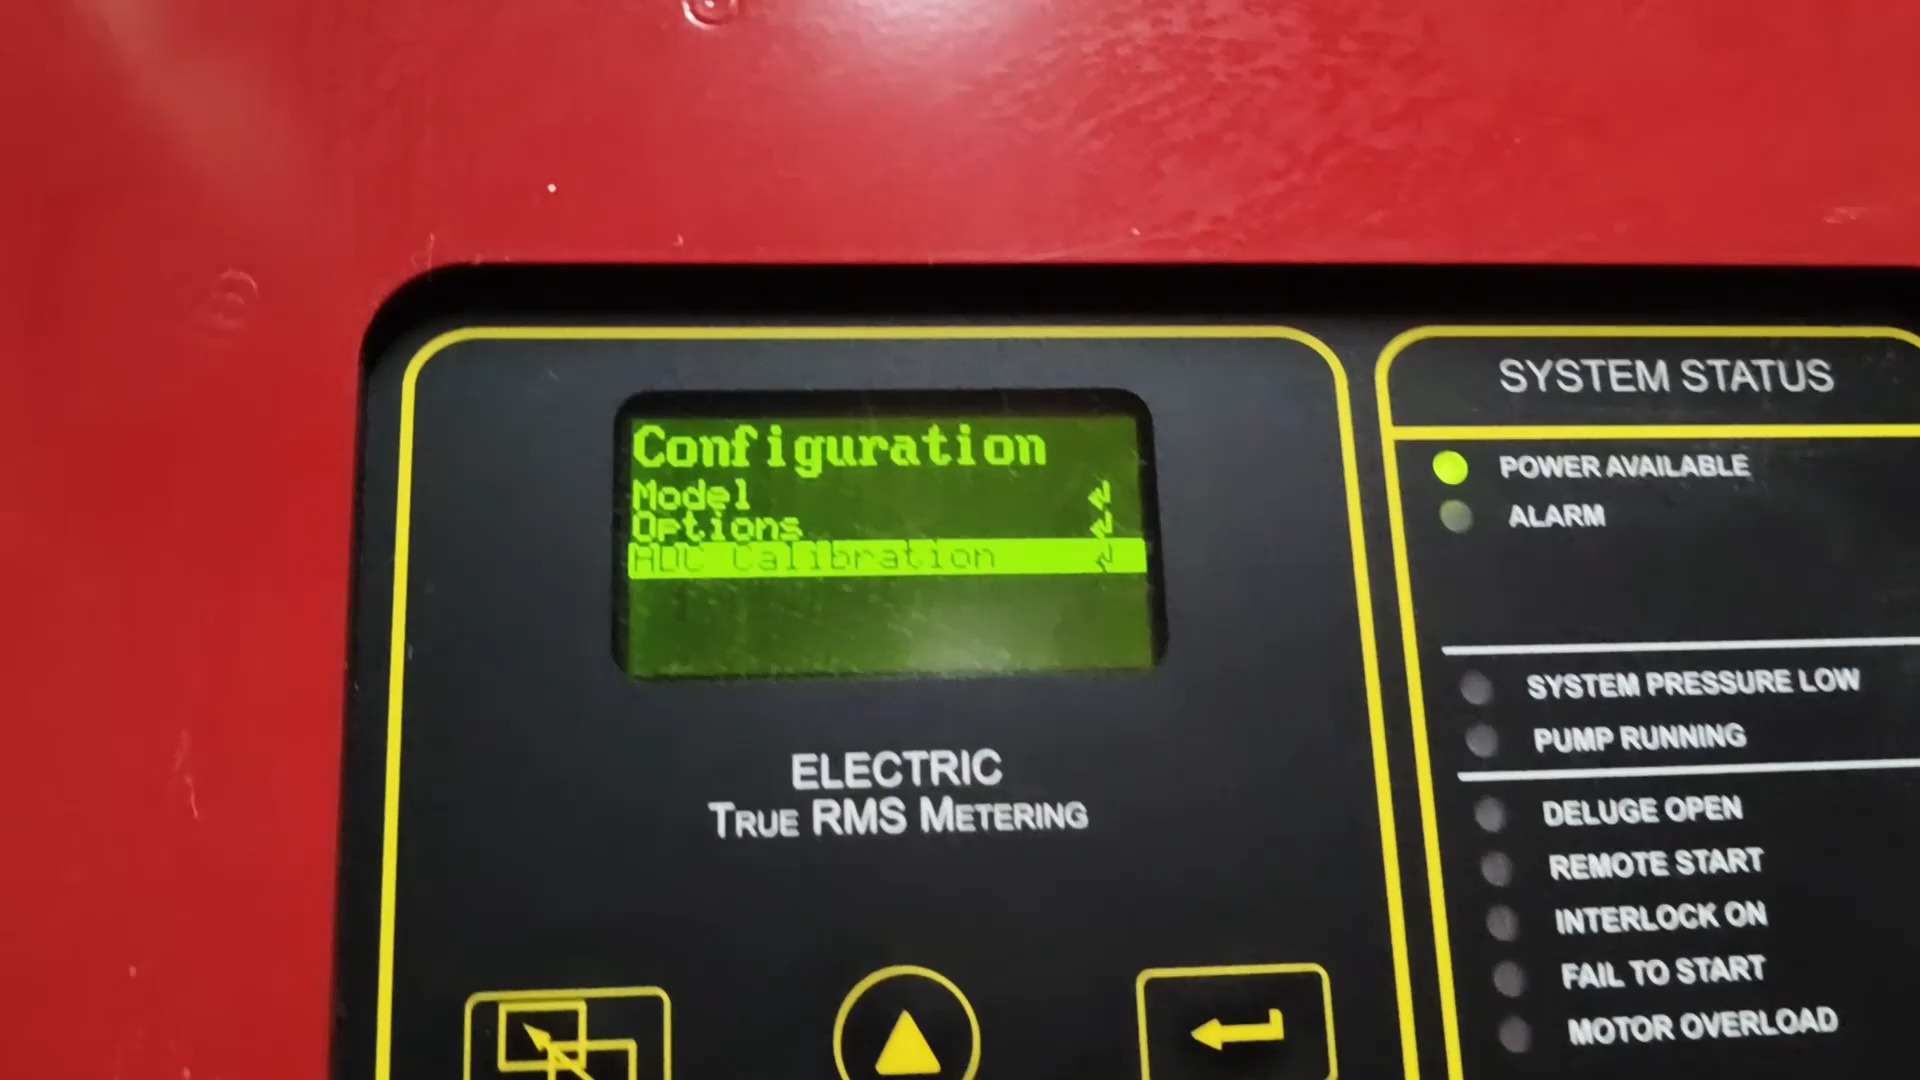 Configuration
Model
Options
ADC Calibration
ELECTRIC
TRUE RMS METERING
SYSTEM STATUS
POWER AVAILABLE
ALARM
SYSTEM PRESSURE LOW
PUMP RUNNING
DELUGE OPEN
REMOTE START
INTERLOCK ON
FAIL TO START
MOTOR OVERLOAD